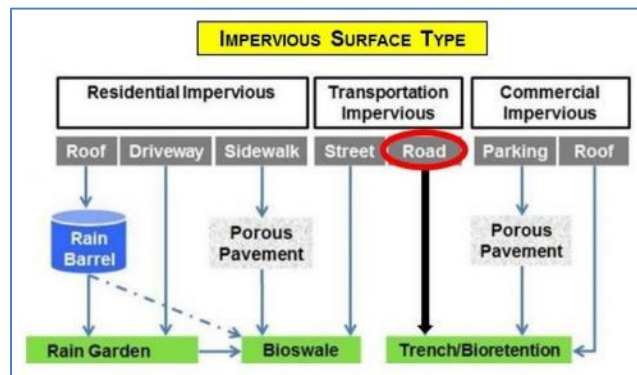 IMPERVIOUS SURFACE TYPE
Residential Impervious
Transportation
Impervious
Commercial
Impervious
Roof
Driveway
Sidewalk
Street
Road
Parking
Roof
Rain
Barrel
Porous
Pavement
Porous
Pavement
Rain Garden
Bioswale
Trench/Bioretention